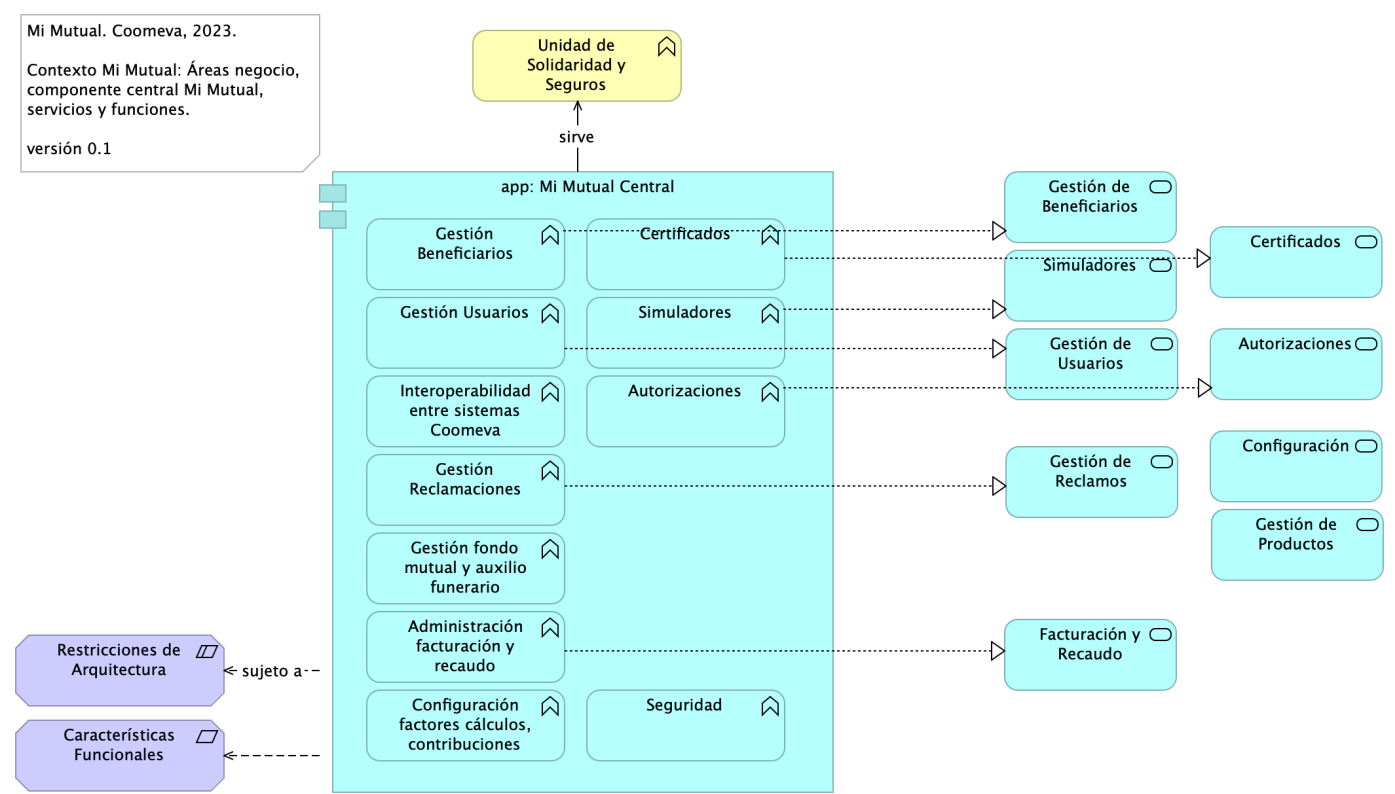 Mi Mutual. Coomeva, 2023.
Contexto Mi Mutual: Áreas negocio,
componente central Mi Mutual,
servicios y funciones.
versión 0.1
Unidad de
Solidaridad y
Seguros
sirve
app: Mi Mutual Central
Gestión
Beneficiarios
Certificados
Gestión Usuarios
Simuladores
Interoperabilidad
entre sistemas
Coomeva
Autorizaciones
Gestión
Reclamaciones
Gestión fondo
mutual y auxilio
funerario
Administración
facturación y
recaudo
Configuración
factores cálculos,
contribuciones
Seguridad
Gestión de
Beneficiarios
Certificados
Simuladores
Gestión de
Usuarios
Autorizaciones
Configuración
Gestión de
Reclamos
Gestión de
Productos
Facturación y
Recaudo
Restricciones de
Arquitectura
sujeto a
Características
Funcionales